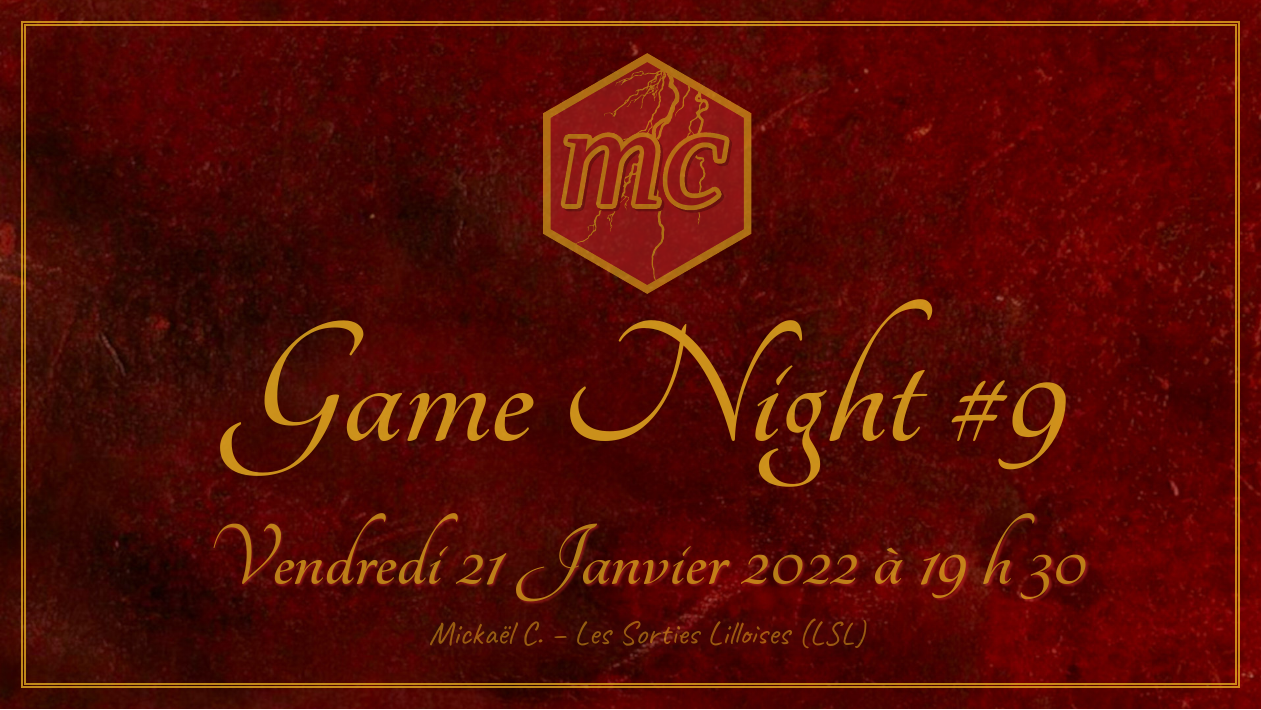 mc
Game Night #9
Vendredi 21 Janvier 2022 à 19 h 30
Mickaël C. – Les Sorties Lilloises (LSL)